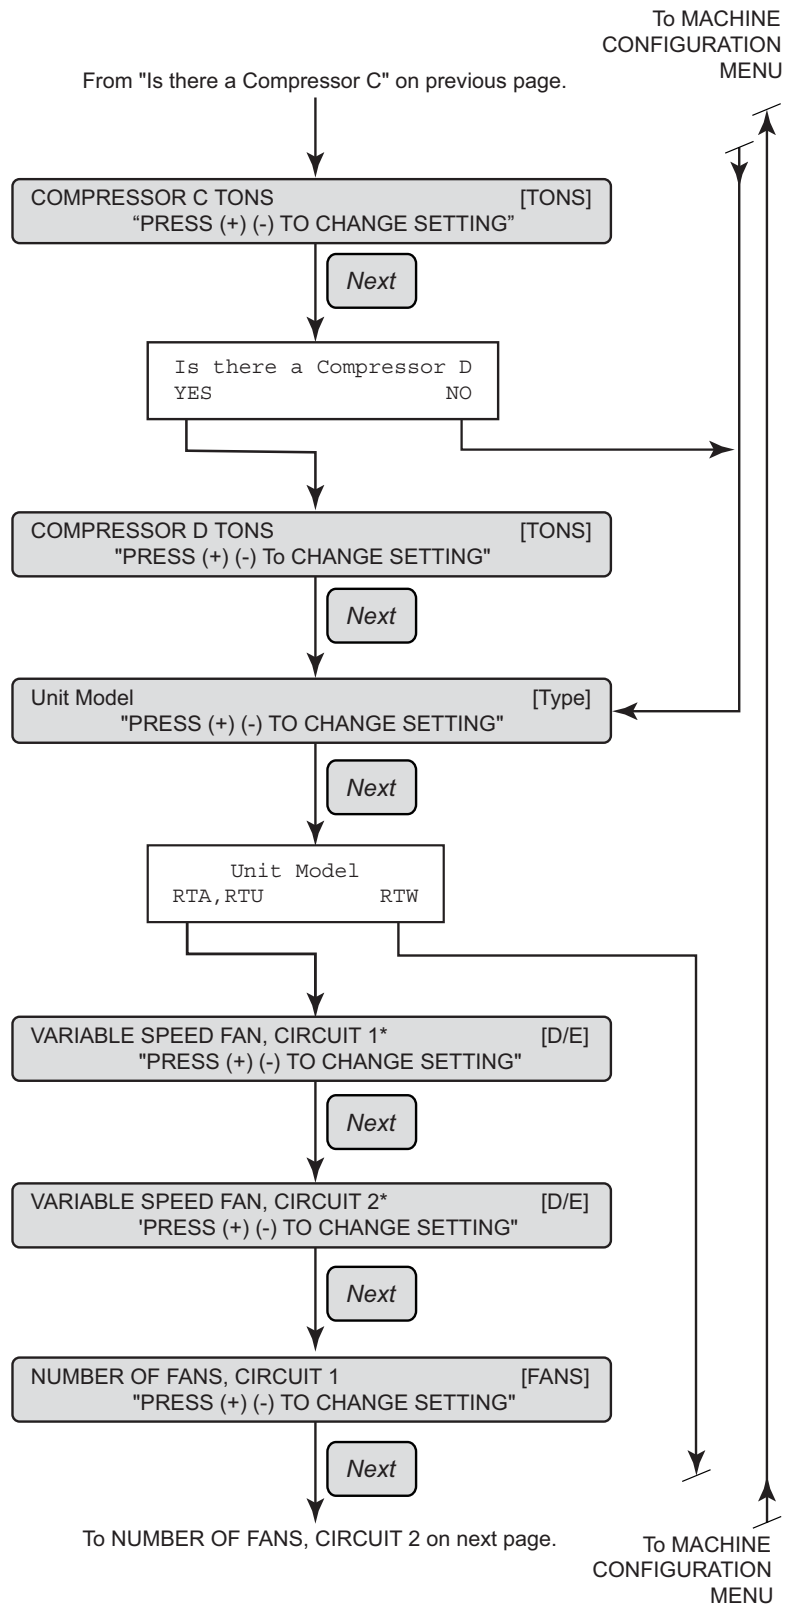 To MACHINE
CONFIGURATION
MENU
From "Is there a Compressor C" on previous page.
COMPRESSOR C TONS [TONS]
“PRESS (+) (-) TO CHANGE SETTING”
Next
Is there a Compressor D
YES NO
COMPRESSOR D TONS [TONS]
"PRESS (+) (-) To CHANGE SETTING"
Next
Unit Model [Type]
"PRESS (+) (-) TO CHANGE SETTING"
Next
Unit Model
RTA,RTU RTW
VARIABLE SPEED FAN, CIRCUIT 1* [D/E]
"PRESS (+) (-) TO CHANGE SETTING"
Next
VARIABLE SPEED FAN, CIRCUIT 2* [D/E]
'PRESS (+) (-) TO CHANGE SETTING"
Next
NUMBER OF FANS, CIRCUIT 1 [FANS]
"PRESS (+) (-) TO CHANGE SETTING"
Next
To NUMBER OF FANS, CIRCUIT 2 on next page.
To MACHINE
CONFIGURATION
MENU